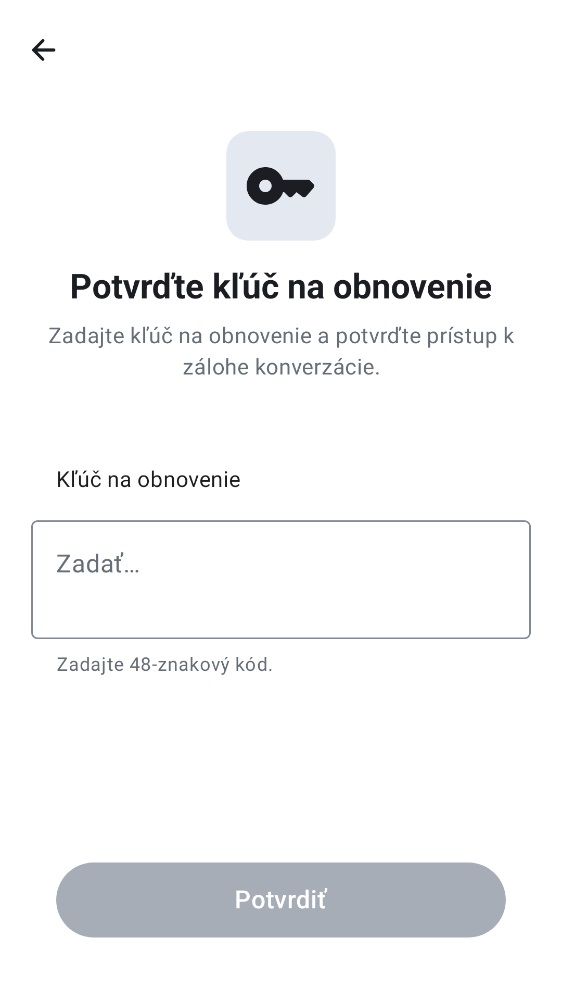 Potvrďte kľúč na obnovenie
Zadajte kľúč na obnovenie a potvrďte prístup k
zálohe konverzácie.
Kľúč na obnovenie
Zadať…
Zadajte 48-znakový kód.
Potvrdiť